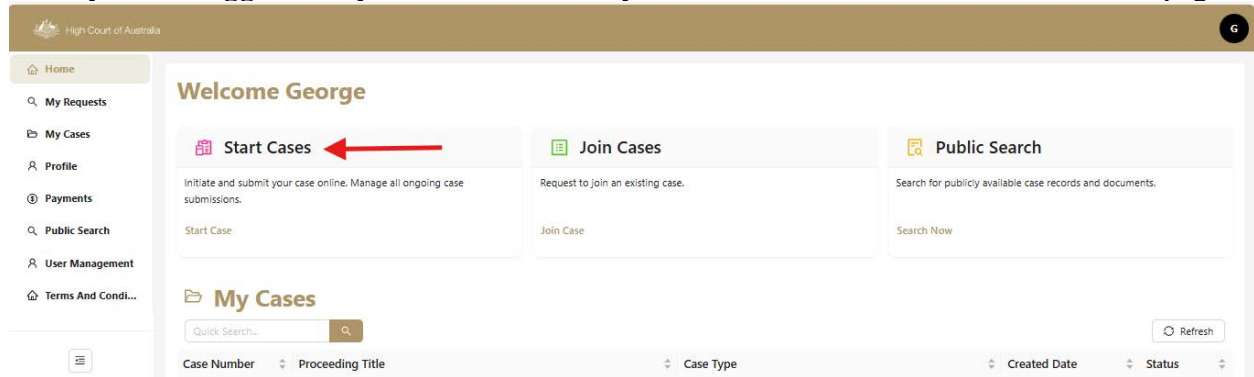 High Court of Australia
G
Home
My Requests
My Cases
Profile
Payments
Public Search
User Management
Terms And Condi...
Welcome George
Start Cases
Initiate and submit your case online. Manage all ongoing case
submissions.
Start Case
Join Cases
Request to join an existing case.
Join Case
Public Search
Search for publicly available case records and documents.
Search Now
My Cases
Quick Search...
Refresh
Case Number Proceeding Title Case Type Created Date Status